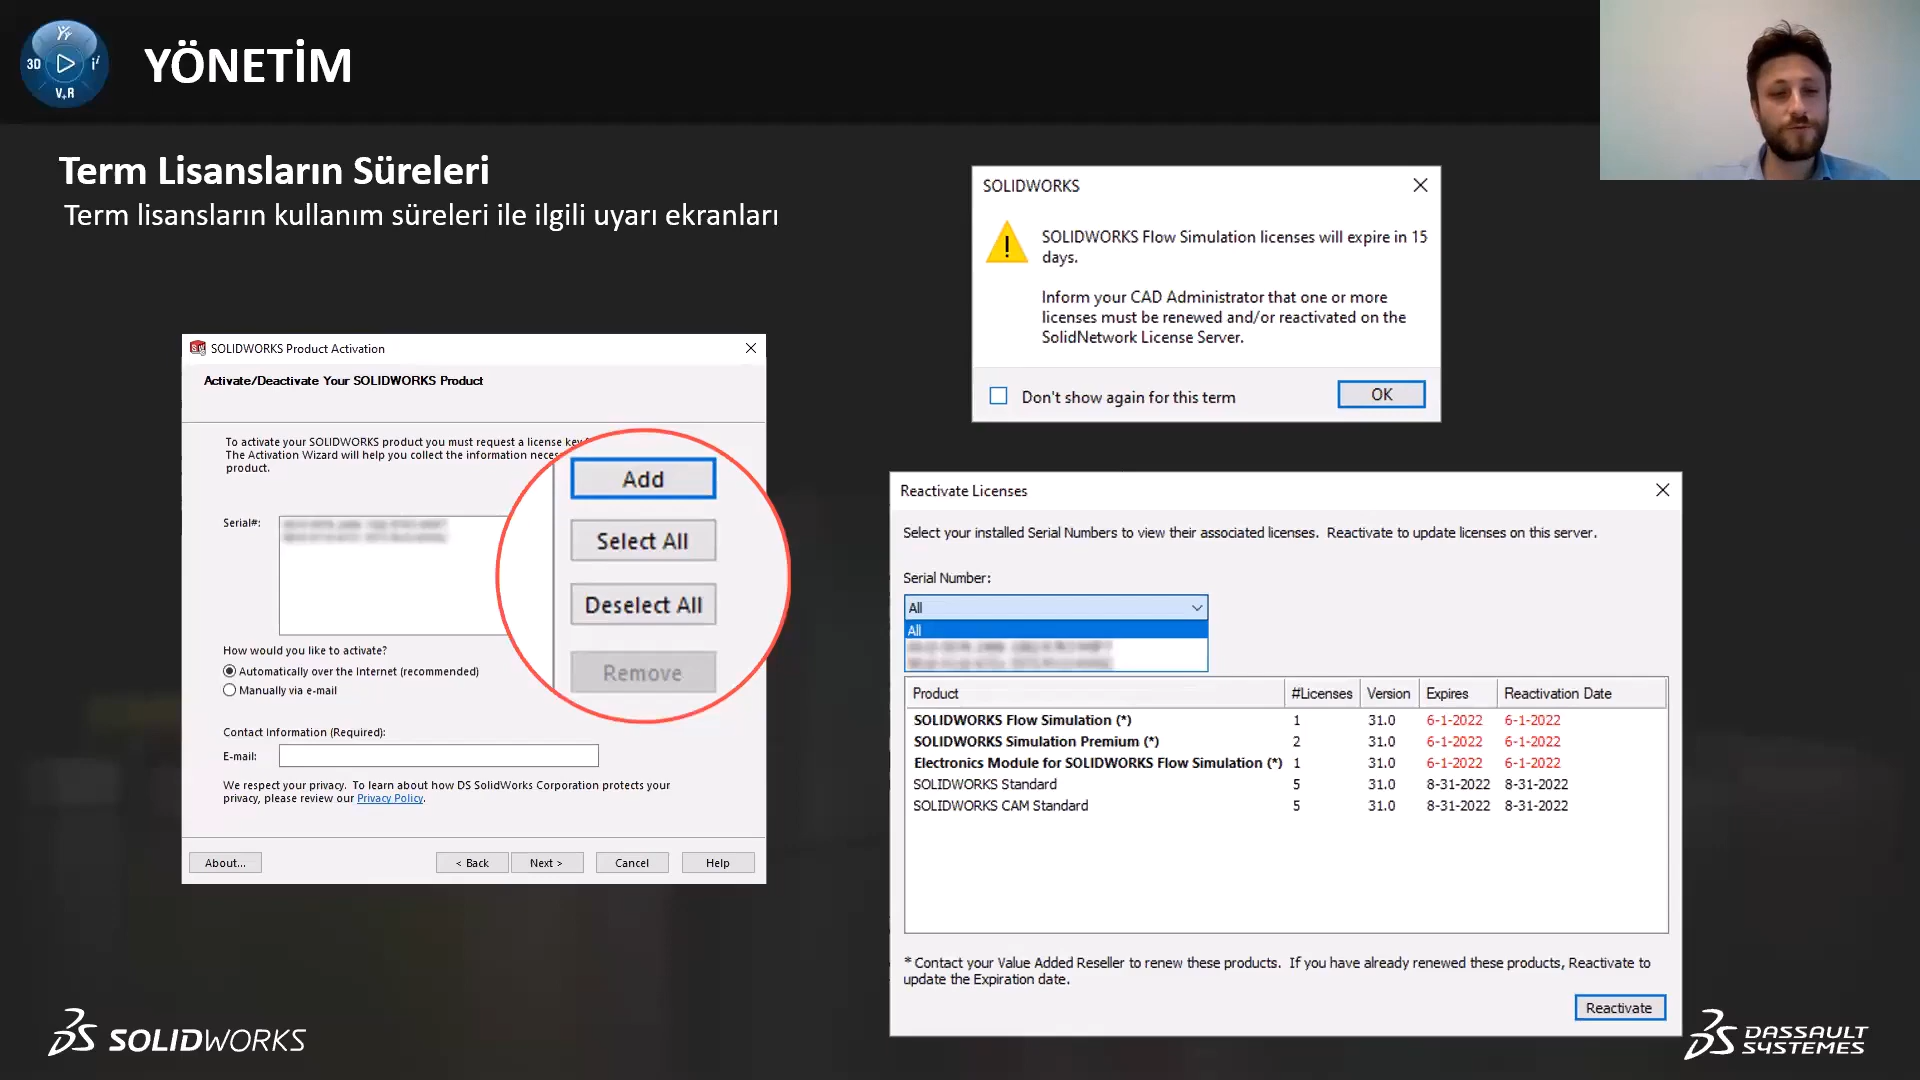 3D
V,R
YÖNETİM
Term Lisansların Süreleri
Term lisansların kullanım süreleri ile ilgili uyarı ekranları
SOLIDWORKS
SOLIDWORKS Flow Simulation licenses will expire in 15
days.
Inform your CAD Administrator that one or more
licenses must be renewed and/or reactivated on the
SolidNetwork License Server.
Don't show again for this term
OK
SOLIDWORKS Product Activation
Activate/Deactivate Your SOLIDWORKS Product
To activate your SOLIDWORKS product you must request a license key
The Activation Wizard will help you collect the information
product.
Serial#:
Add
Select All
Deselect All
Remove
How would you like to activate?
Automatically over the Internet (recommended)
Manually via e-mail
Contact Information (Required):
E-mail:
We respect your privacy. To learn about how DS SolidWorks Corporation protects your
privacy, please review our Privacy Policy.
About...
< Back
Next >
Cancel
Help
Reactivate Licenses
Select your installed Serial Numbers to view their associated licenses. Reactivate to update licenses on this server.
Serial Number:
All
All
Product #Licenses Version Expires Reactivation Date
SOLIDWORKS Flow Simulation (*) 1 31.0 6-1-2022 6-1-2022
SOLIDWORKS Simulation Premium (*) 2 31.0 6-1-2022 6-1-2022
Electronics Module for SOLIDWORKS Flow Simulation (*) 1 31.0 6-1-2022 6-1-2022
SOLIDWORKS Standard 5 31.0 8-31-2022 8-31-2022
SOLIDWORKS CAM Standard 5 31.0 8-31-2022 8-31-2022
* Contact your Value Added Reseller to renew these products. If you have already renewed these products, Reactivate to
update the Expiration date.
Reactivate
SOLIDWORKS
DASSAULT
SYSTEMES